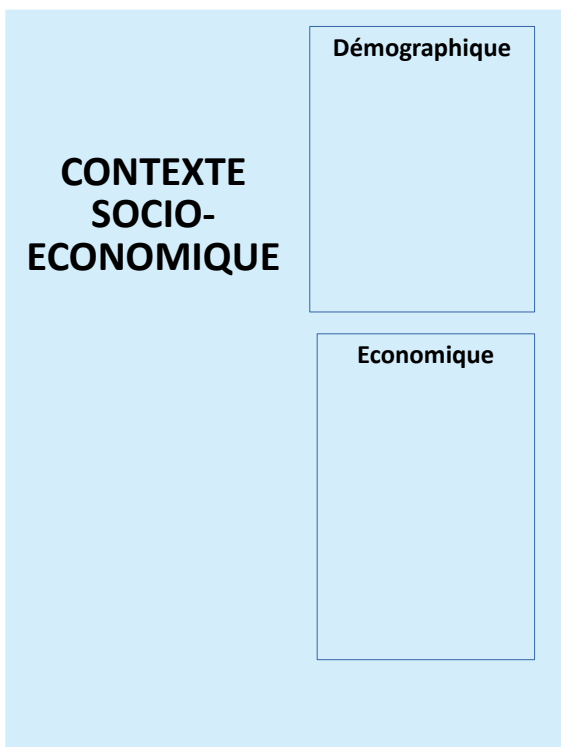 Démographique
CONTEXTE
SOCIO-
ECONOMIQUE
Economique